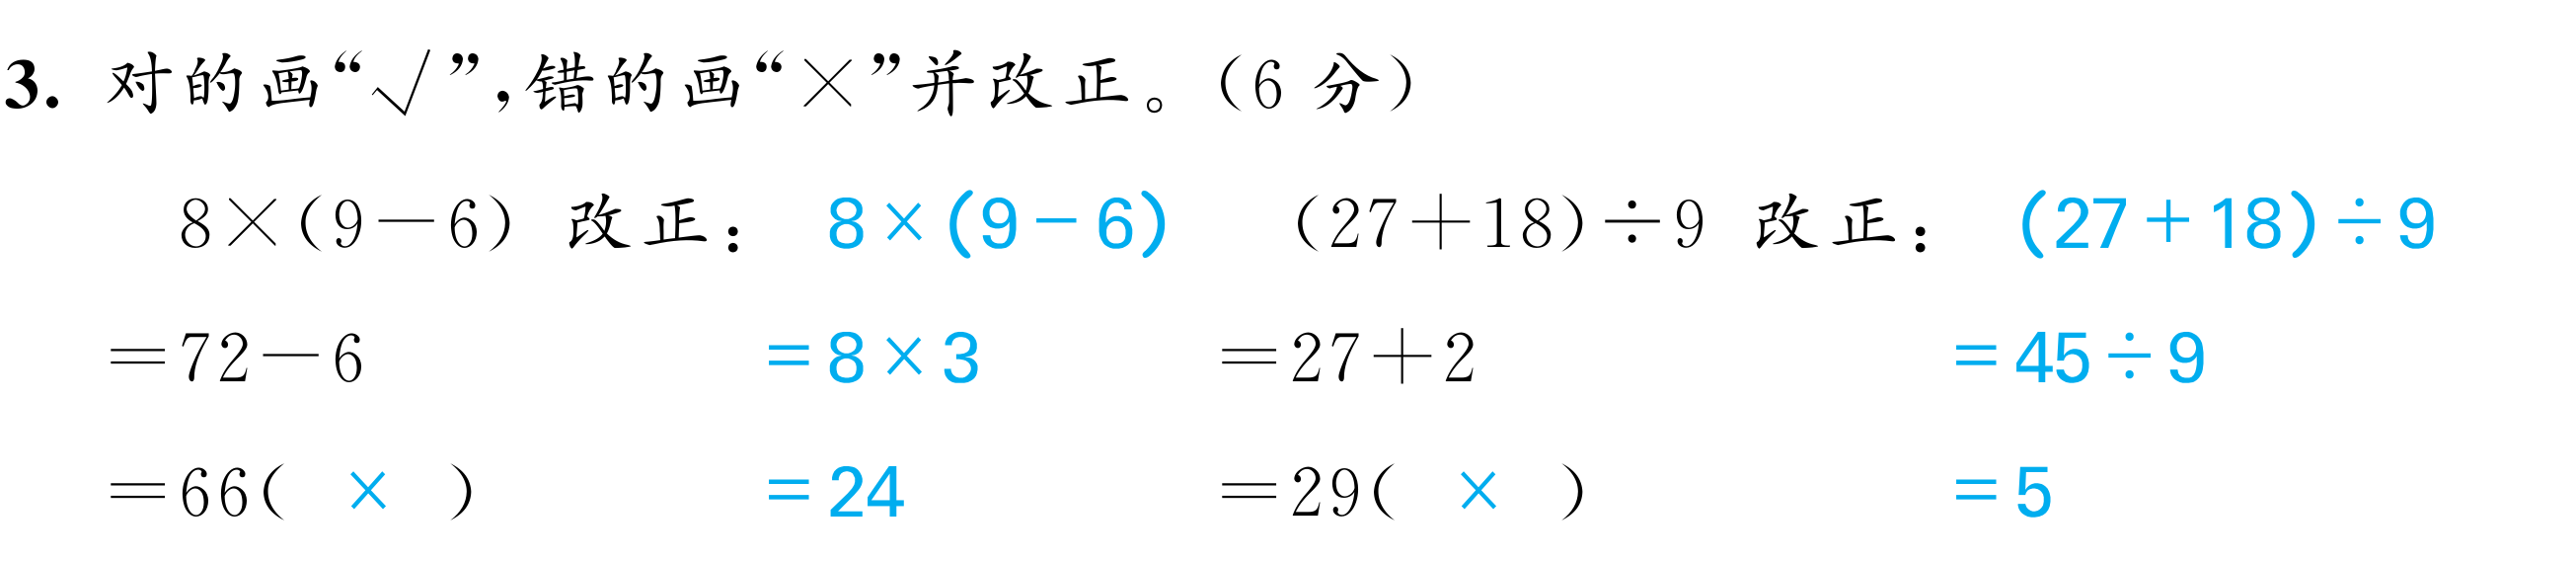 3. 对的画“√”,错的画“×”并改正。(6 分)
8×(9－6) 改正: 8×(9－6) (27＋18)÷9 改正: (27＋18)÷9
＝72－6 ＝8×3 ＝27＋2 ＝45÷9
＝66( × ) ＝24 ＝29( × ) ＝5